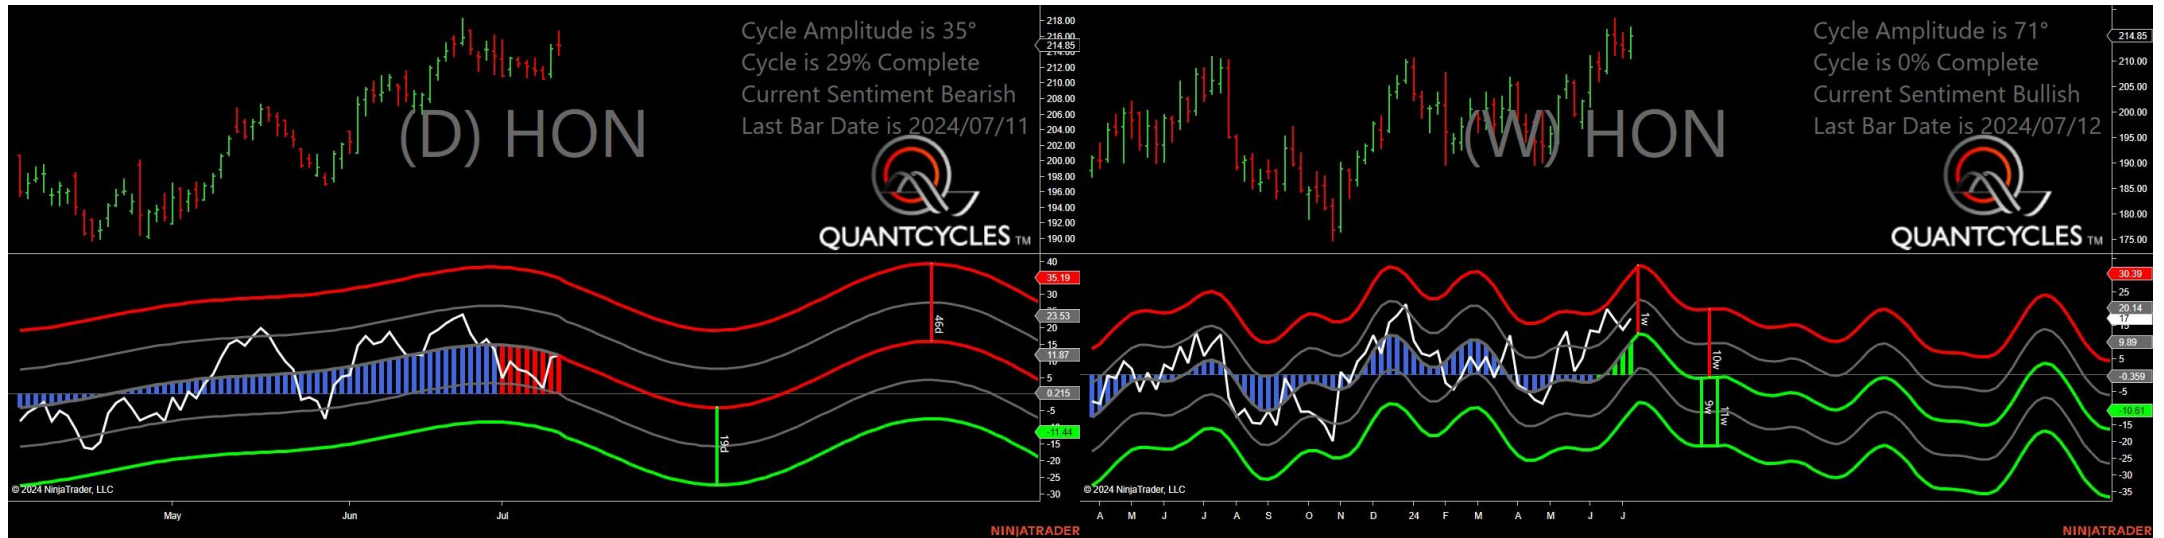 Cycle Amplitude is 35°
Cycle is 29% Complete
Current Sentiment Bearish
Last Bar Date is 2024/07/11
(D) HON
QUANTCYCLES TM
218.00
216.00
214.85
212.00
210.00
208.00
206.00
204.00
202.00
200.00
198.00
196.00
194.00
192.00
190.00
40
35.19
30
23.53
20
15
11.87
5
0.215
-5
-11.44
-15
-20
-25
-30
46d
19d
© 2024 NinjaTrader, LLC
May Jun Jul
NINJATRADER
Cycle Amplitude is 71°
Cycle is 0% Complete
Current Sentiment Bullish
Last Bar Date is 2024/07/12
(W) HON
QUANTCYCLES TM
214.85
210.00
205.00
200.00
195.00
190.00
185.00
180.00
175.00
30.39
25
20.14
17
15
9.89
5
-0.359
-5
-10.61
-15
-20
-25
-30
-35
1w
10w
9w
11w
© 2024 NinjaTrader, LLC
A M J J A S O N D 24 F M A M J J
NINJATRADER